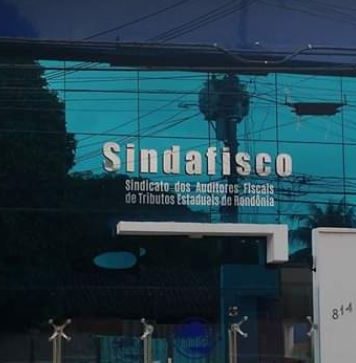 Sindafisco
Sindicato dos Auditores Fiscais
de Tributos Estaduais de Rondônia
814